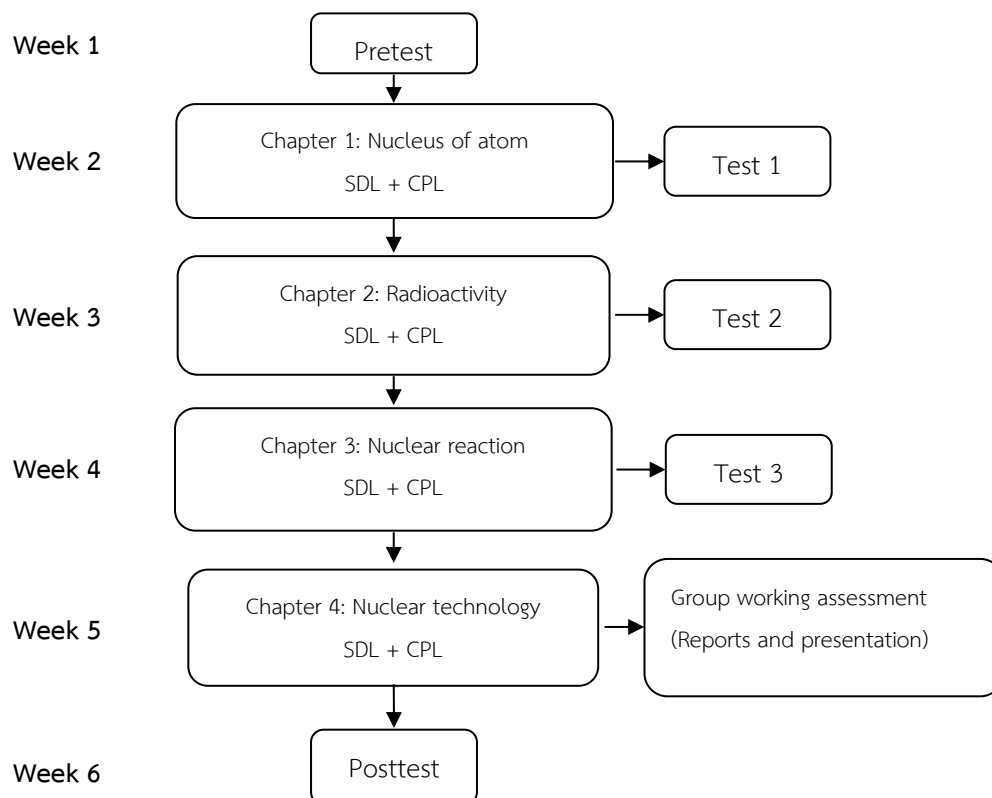 Week 1
Pretest
Week 2
Chapter 1: Nucleus of atom
SDL + CPL
Test 1
Week 3
Chapter 2: Radioactivity
SDL + CPL
Test 2
Week 4
Chapter 3: Nuclear reaction
SDL + CPL
Test 3
Week 5
Chapter 4: Nuclear technology
SDL + CPL
Group working assessment
(Reports and presentation)
Week 6
Posttest